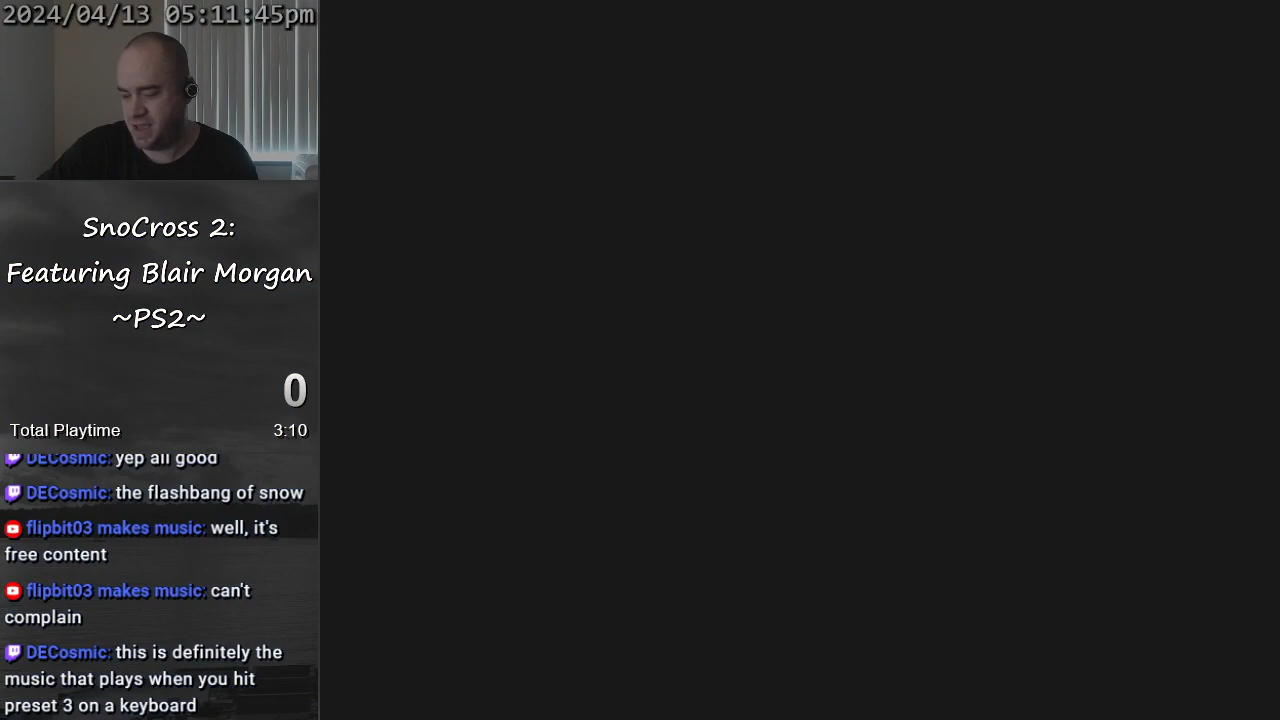 2024/04/13 05:11:45pm
SnoCross 2:
Featuring Blair Morgan
~PS2~
0
Total Playtime 3:10
DECosmic: yep all good
DECosmic: the flashbang of snow
flipbit03 makes music: well, it's
free content
flipbit03 makes music: can't
complain
DECosmic: this is definitely the
music that plays when you hit
preset 3 on a keyboard